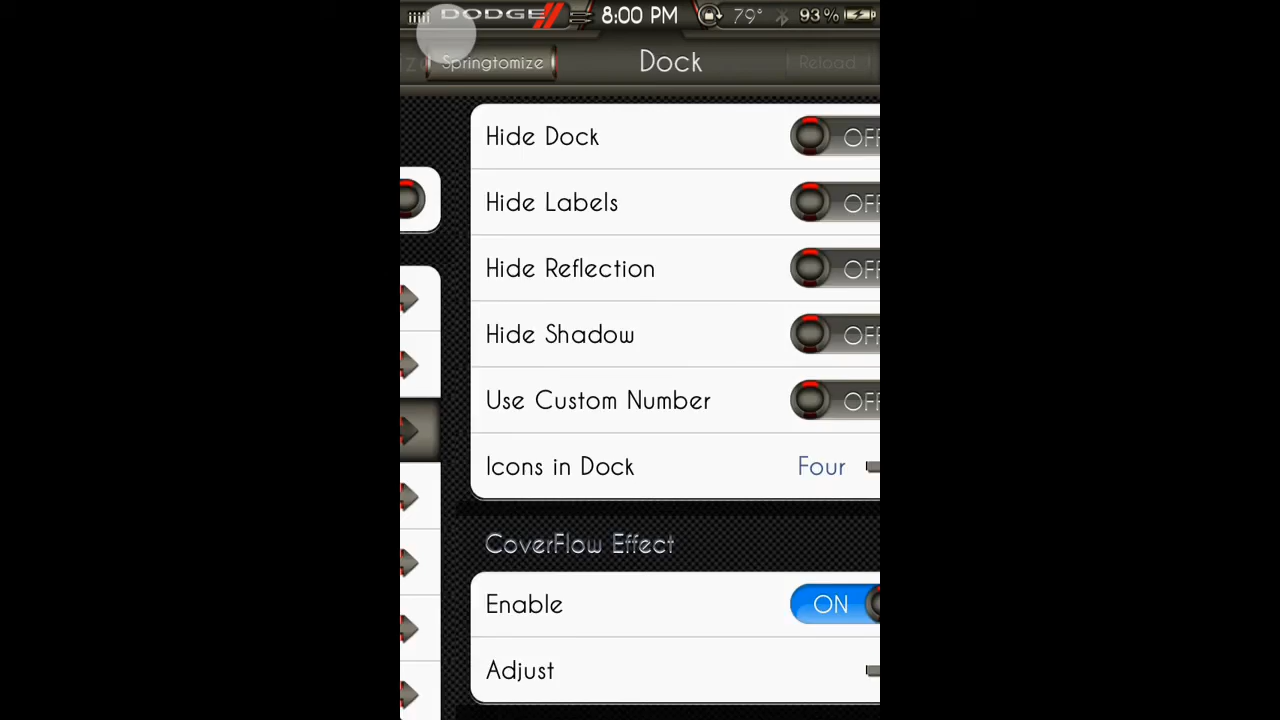 DODGE 8:00 PM 79° 93%
Springtomize Dock Reload
Hide Dock OFF
Hide Labels OFF
Hide Reflection OFF
Hide Shadow OFF
Use Custom Number OFF
Icons in Dock Four
CoverFlow Effect
Enable ON
Adjust